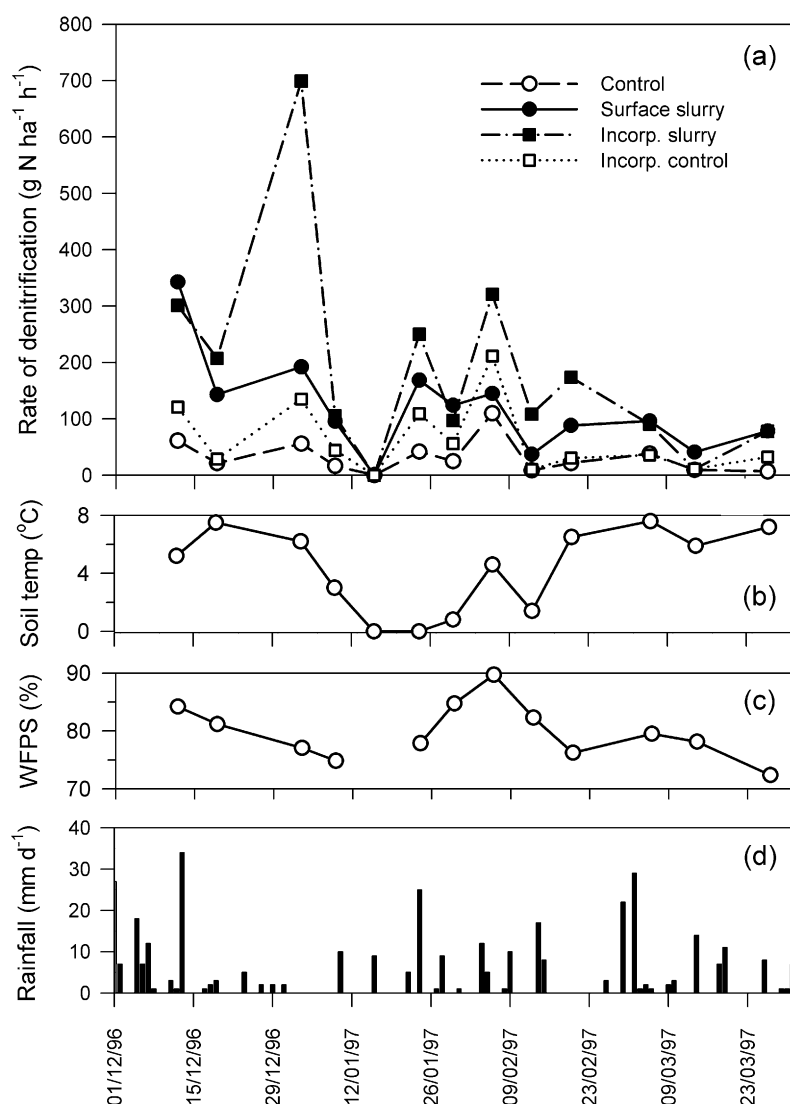 800
700
600
500
400
300
200
100
0
Rate of denitrification (g N ha⁻¹ h⁻¹)
(a)
Control
Surface slurry
Incorp. slurry
Incorp. control
8
4
0
Soil temp (°C)
(b)
90
80
70
WFPS (%)
(c)
40
30
20
10
0
Rainfall (mm d⁻¹)
(d)
01/12/96
15/12/96
29/12/96
12/01/97
26/01/97
09/02/97
23/02/97
09/03/97
23/03/97